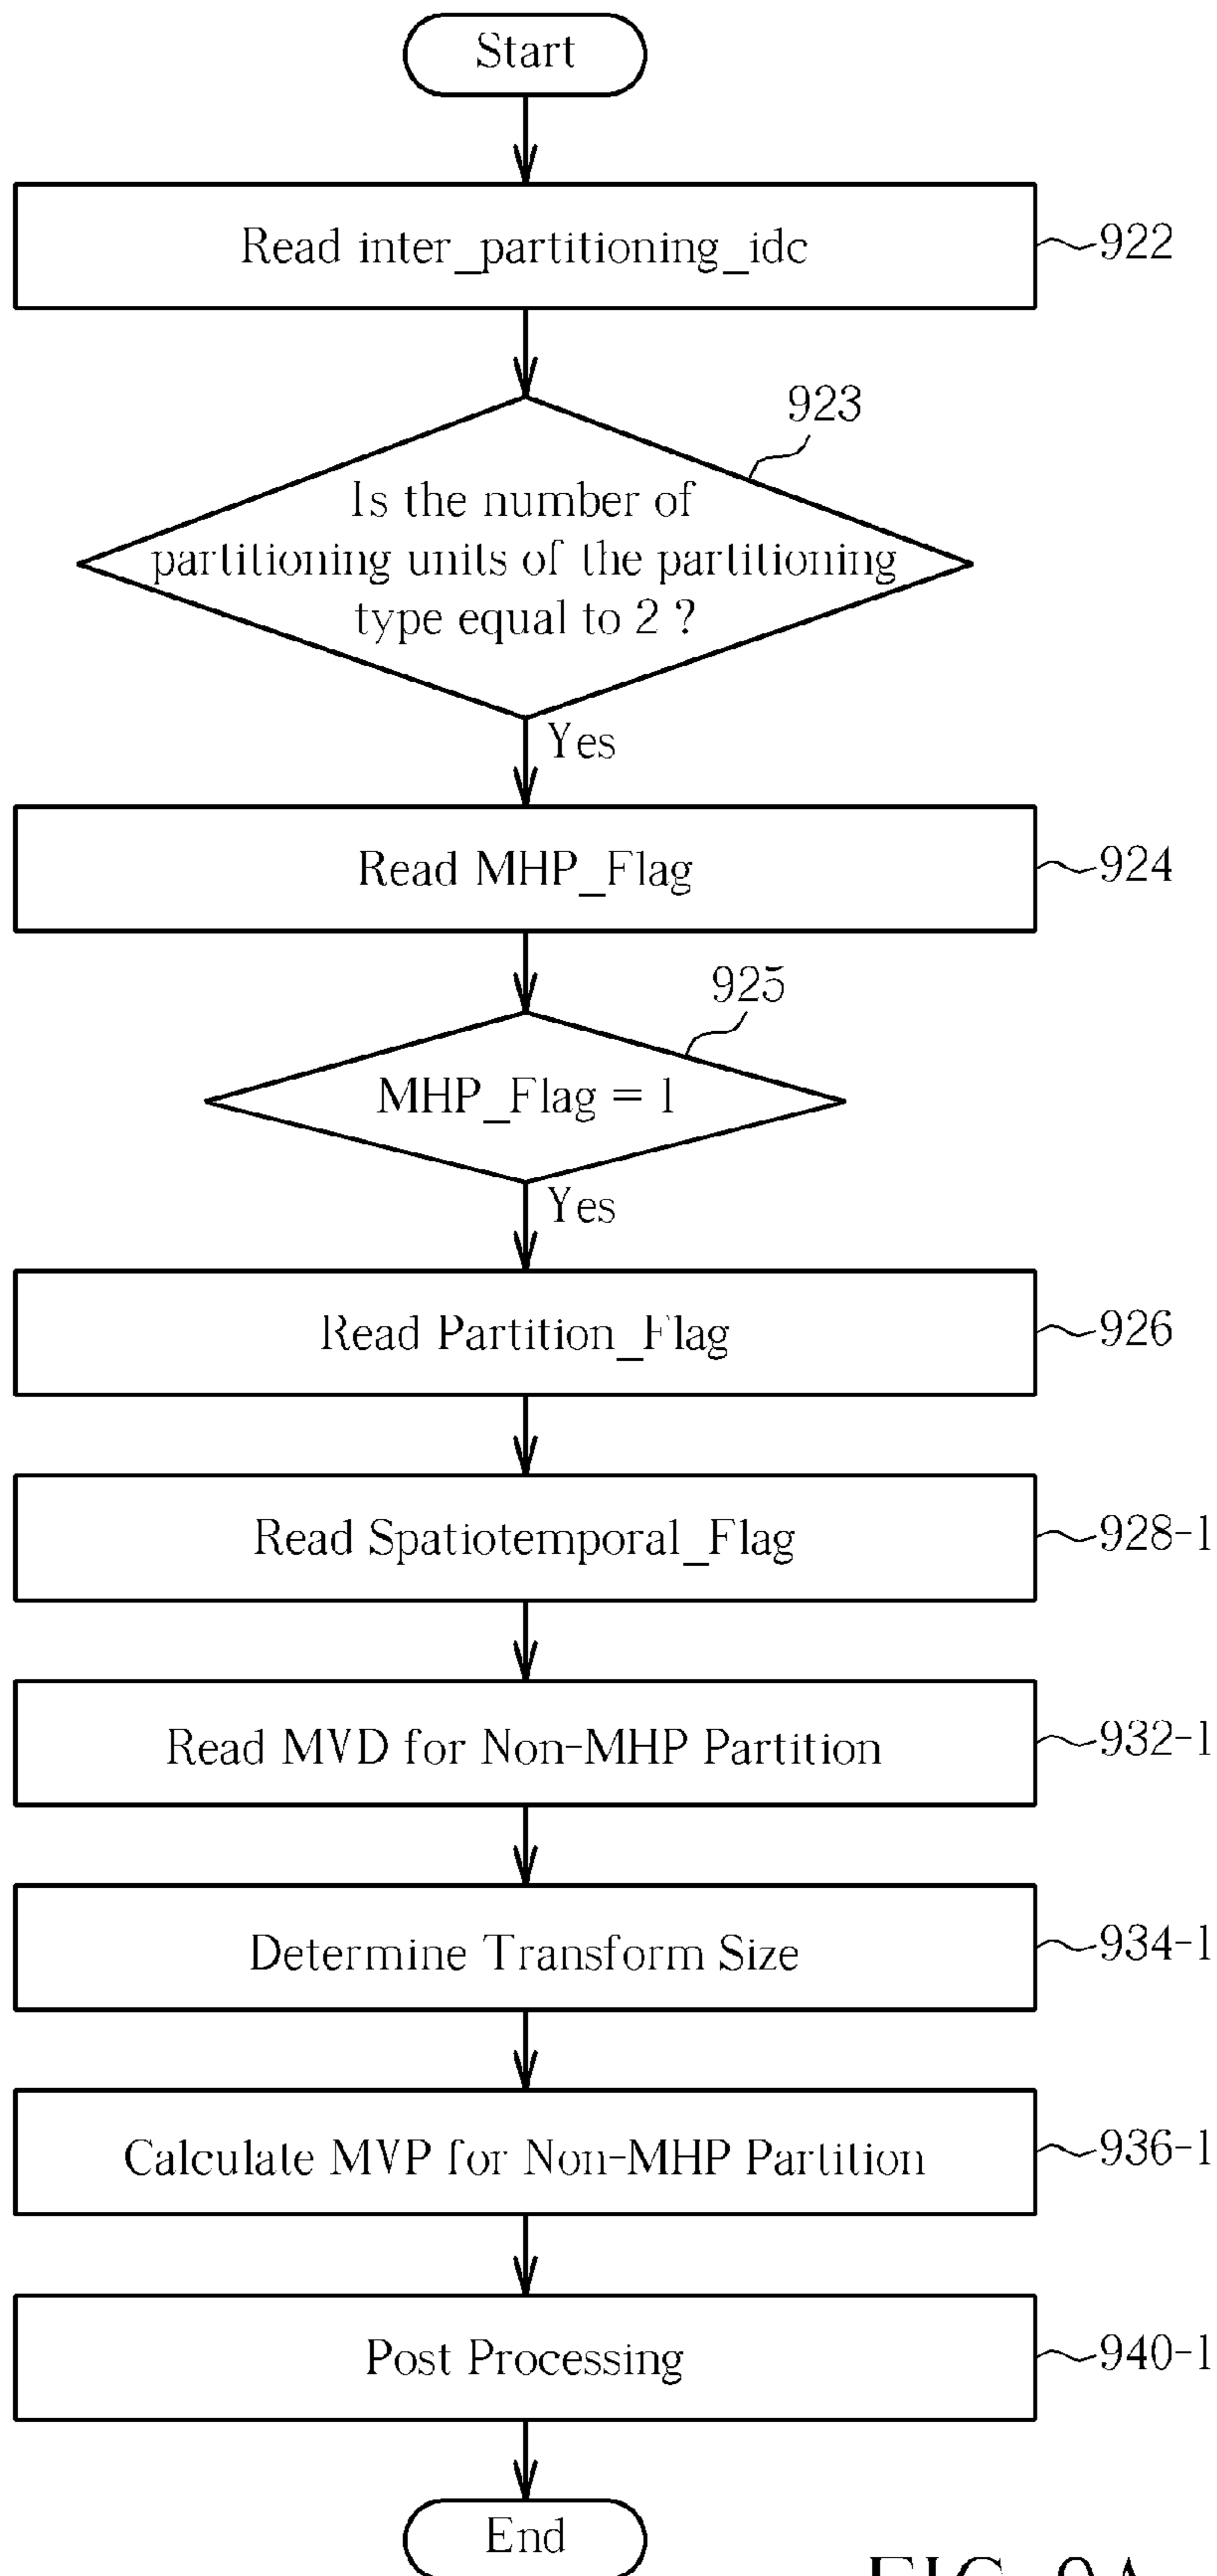 Start
Read inter_partitioning_idc
922
923
Is the number of
partitioning units of the partitioning
type equal to 2 ?
Yes
Read MHP_Flag
924
925
MHP_Flag = 1
Yes
Read Partition_Flag
926
Read Spatiotemporal_Flag
928-1
Read MVD for Non-MHP Partition
932-1
Determine Transform Size
934-1
Calculate MVP for Non-MHP Partition
936-1
Post Processing
940-1
End
FIG. 9A